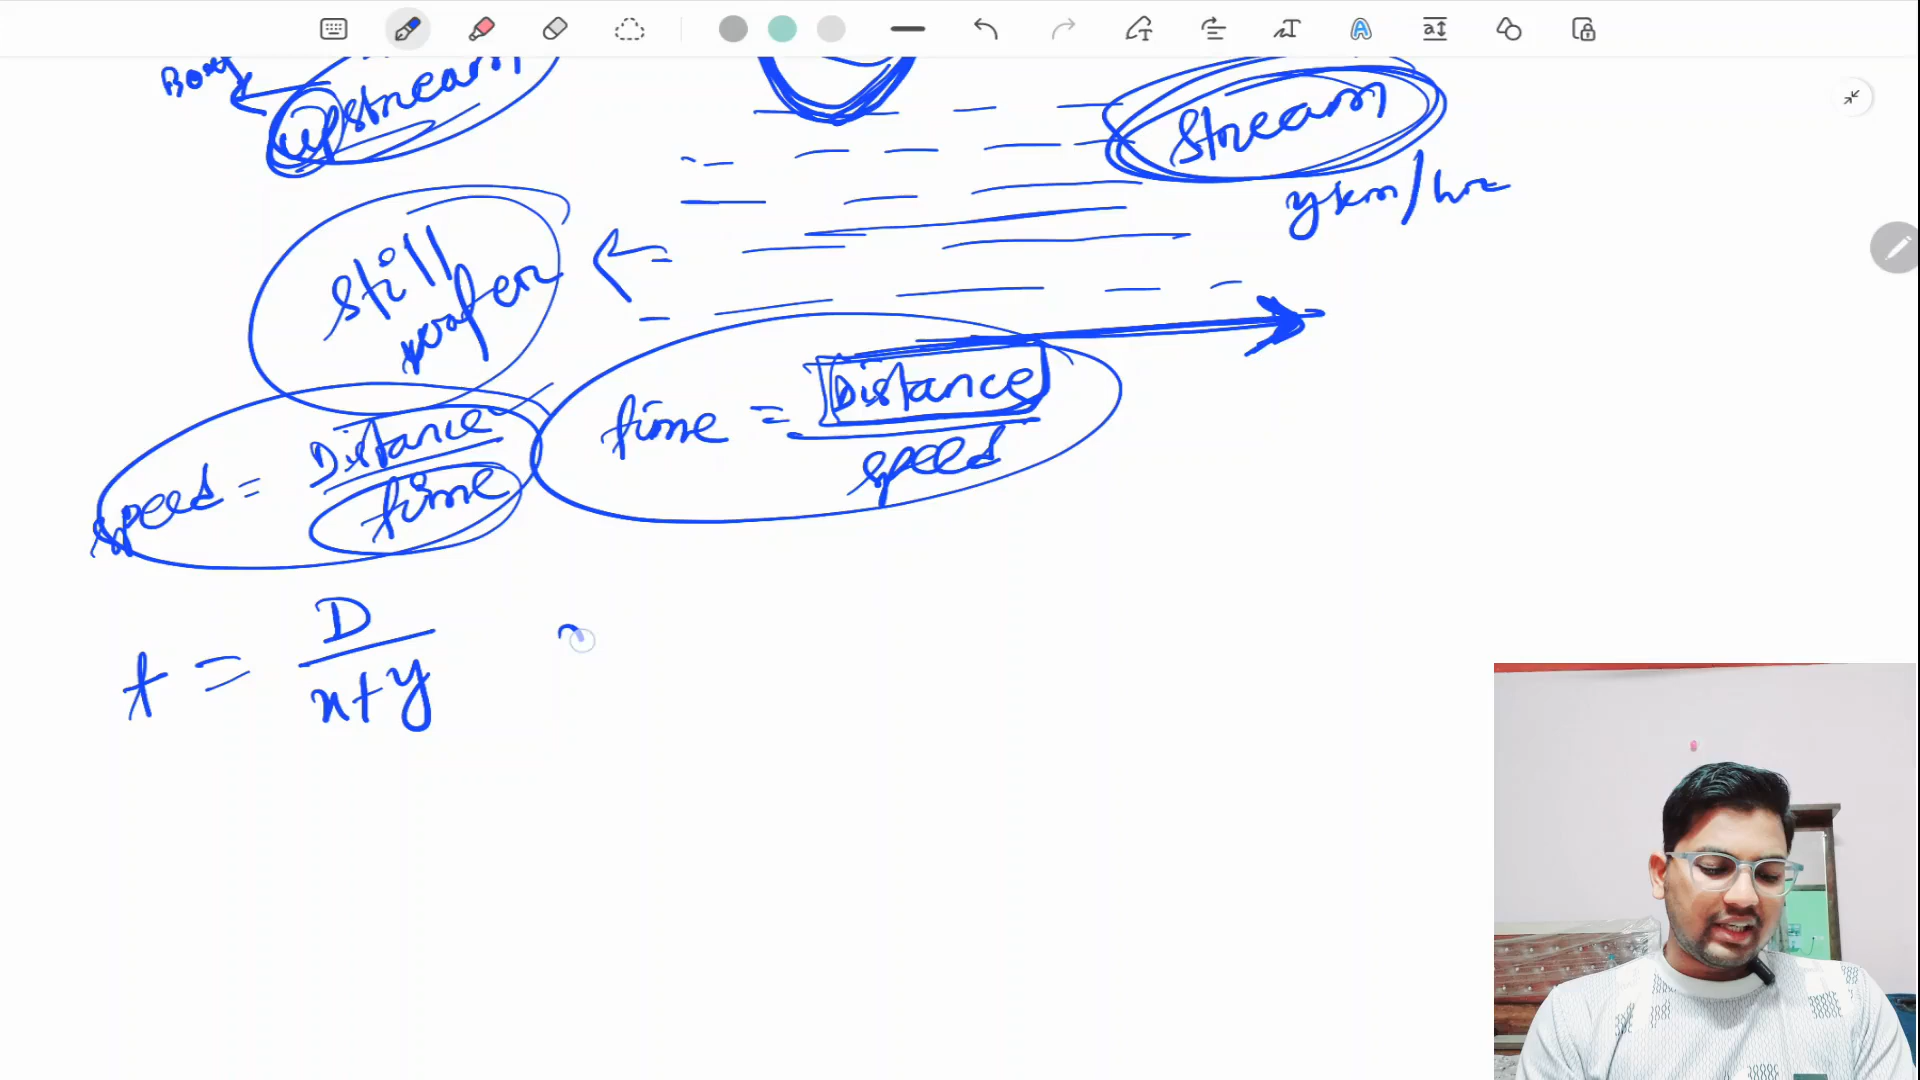 Boat
upstream
stream
y km/hr
still
water
time = Distance
speed
speed = Distance
time
t = D
x+y